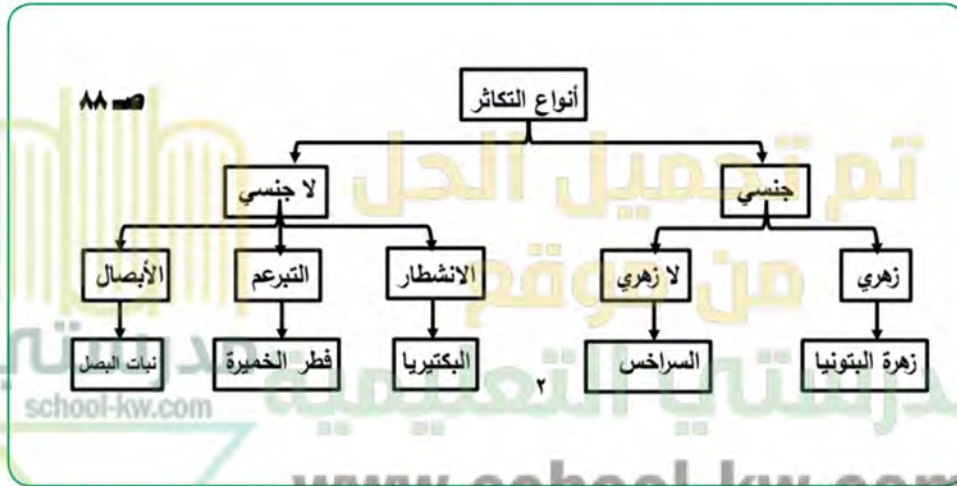 صـ ٨٨
أنواع التكاثر
جنسي
لا جنسي
زهري
لا زهري
الانشطار
التبرعم
الأبصال
زهرة البتونيا
السراخس
البكتيريا
فطر الخميرة
نبات البصل
٢
تم تحميل الحل
من موقع
مدرستي التعليمية
مدرستي
school-kw.com
www.school-kw.com